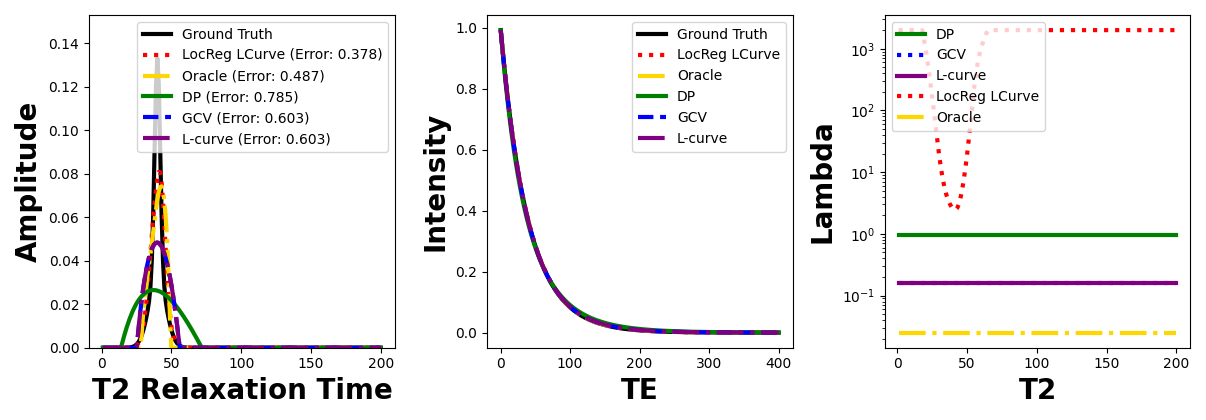 Amplitude
0.14
0.12
0.10
0.08
0.06
0.04
0.02
0.00
Ground Truth
LocReg LCurve (Error: 0.378)
Oracle (Error: 0.487)
DP (Error: 0.785)
GCV (Error: 0.603)
L-curve (Error: 0.603)
0 50 100 150 200
T2 Relaxation Time
Intensity
1.0
0.8
0.6
0.4
0.2
0.0
Ground Truth
LocReg LCurve
Oracle
DP
GCV
L-curve
0 100 200 300 400
TE
Lambda
10³
10²
10¹
10⁰
10⁻¹
DP
GCV
L-curve
LocReg LCurve
Oracle
0 50 100 150 200
T2